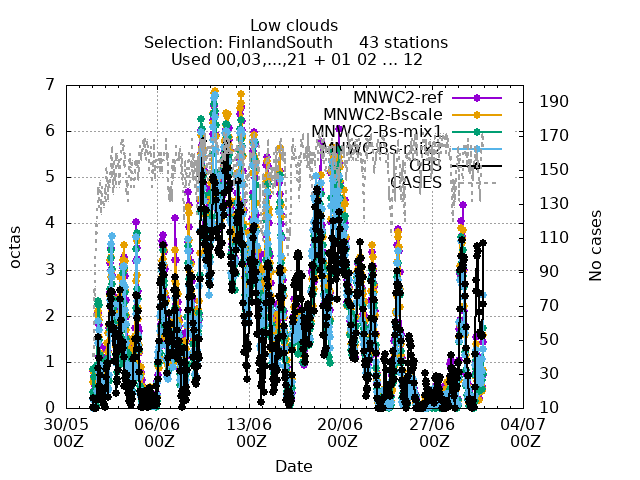 Low clouds
Selection: FinlandSouth 43 stations
Used 00,03,...,21 + 01 02 ... 12
MNWC2-ref
MNWC2-Bscale
MNWC2-Bs-mix1
OBS
CASES
7
6
5
4
3
2
1
0
octas
190
170
150
130
110
90
70
50
30
10
No cases
30/05 06/06 13/06 20/06 27/06 04/07
00Z 00Z 00Z 00Z 00Z 00Z
Date